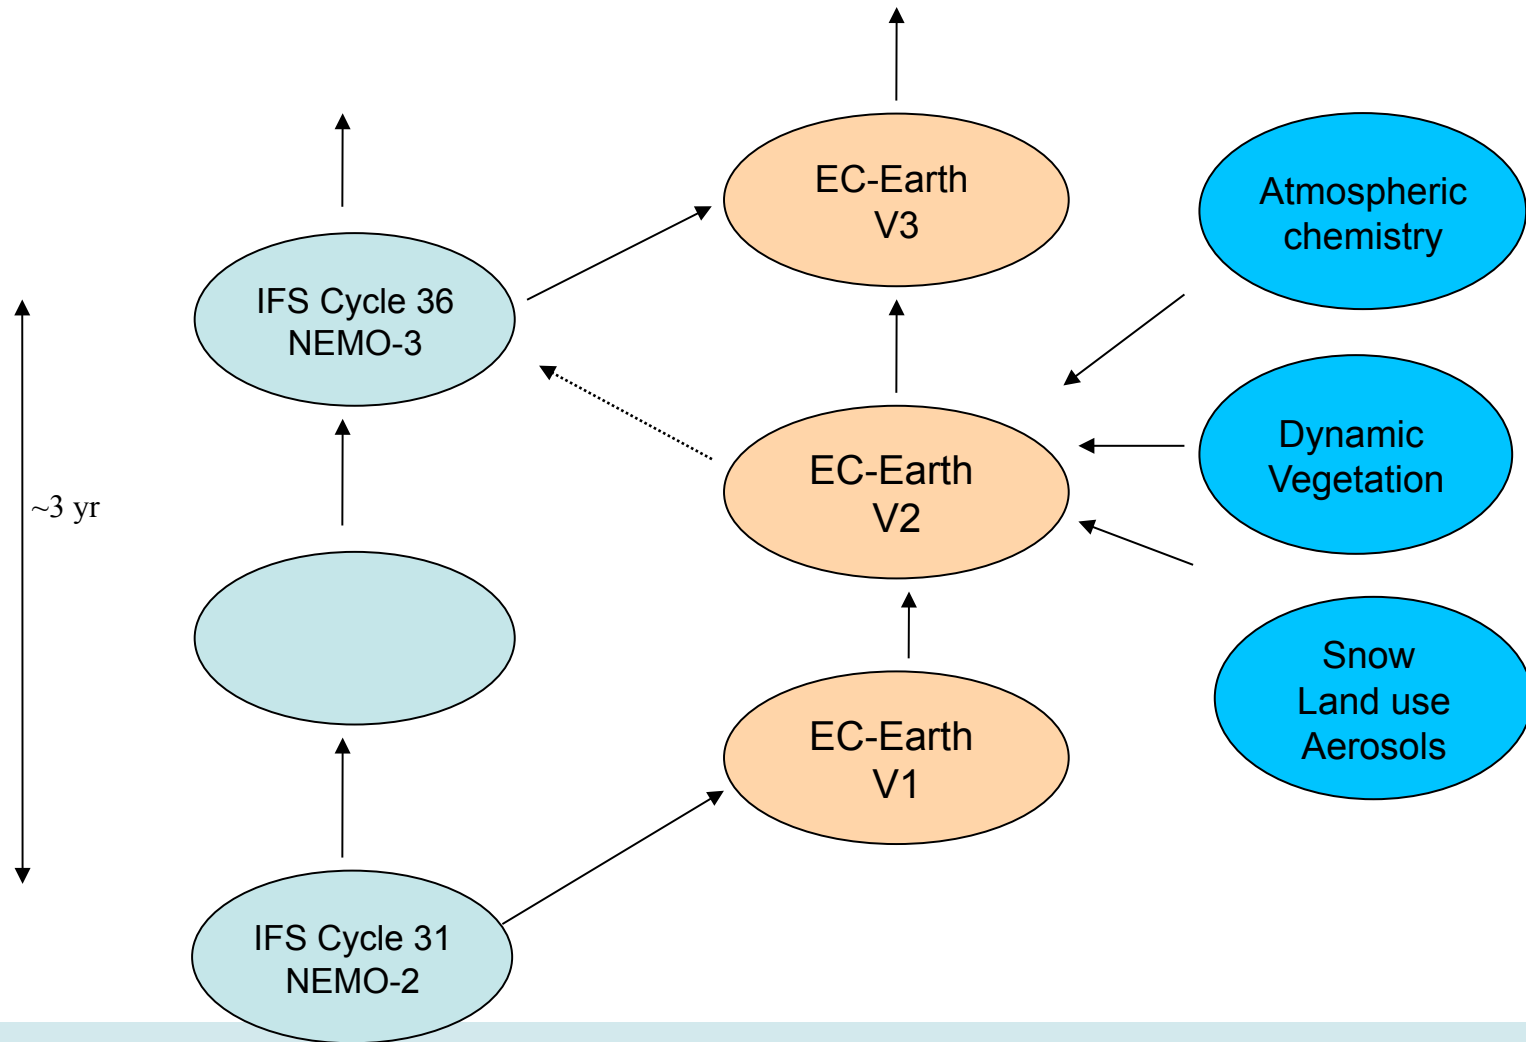 EC-Earth
V3
Atmospheric
chemistry
IFS Cycle 36
NEMO-3
Dynamic
Vegetation
EC-Earth
V2
~3 yr
Snow
Land use
Aerosols
EC-Earth
V1
IFS Cycle 31
NEMO-2